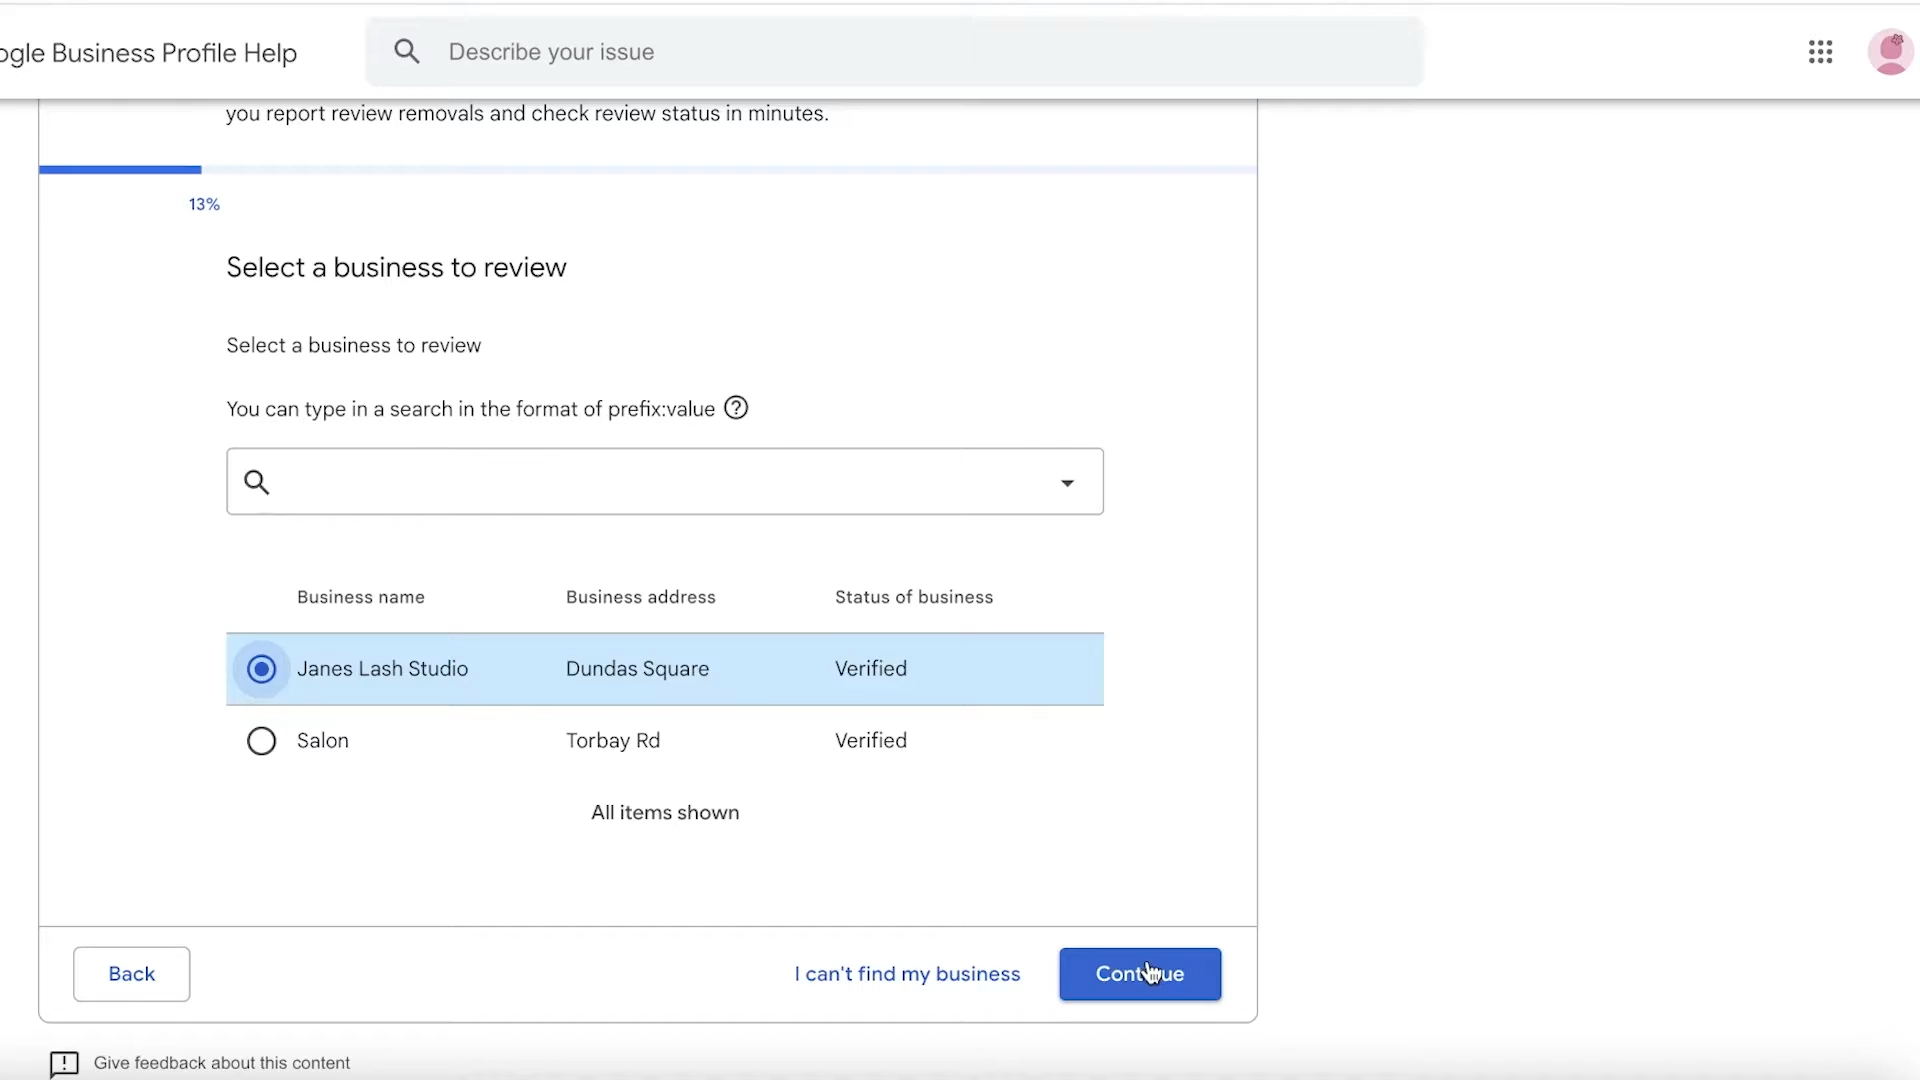 ogle Business Profile Help
Describe your issue
you report review removals and check review status in minutes.
13%
Select a business to review
Select a business to review
You can type in a search in the format of prefix:value
Business name Business address Status of business
Janes Lash Studio Dundas Square Verified
Salon Torbay Rd Verified
All items shown
Back I can't find my business Continue
Give feedback about this content